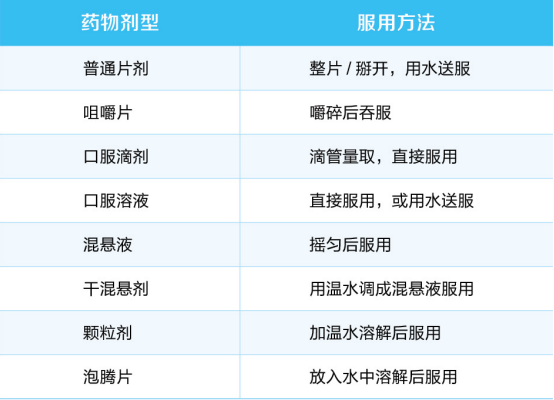 药物剂型 服用方法
普通片剂 整片/掰开，用水送服
咀嚼片 嚼碎后吞服
口服滴剂 滴管量取，直接服用
口服溶液 直接服用，或用水送服
混悬液 摇匀后服用
干混悬剂 用温水调成混悬液服用
颗粒剂 加温水溶解后服用
泡腾片 放入水中溶解后服用